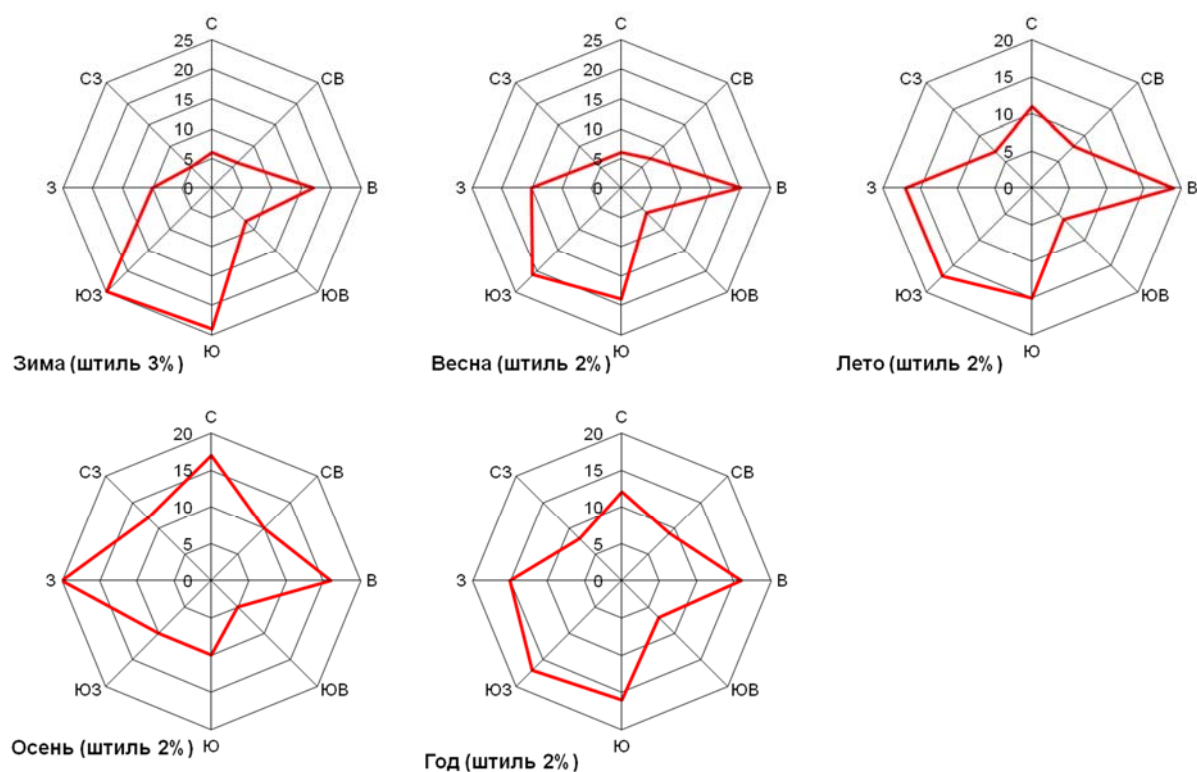 С
25
20
15
10
5
0
СЗ
СВ
З
В
ЮЗ
ЮВ
Ю
Зима (штиль 3%)
С
25
20
15
10
5
0
СЗ
СВ
З
В
ЮЗ
ЮВ
Ю
Весна (штиль 2%)
С
20
15
10
5
0
СЗ
СВ
З
В
ЮЗ
ЮВ
Ю
Лето (штиль 2%)
С
20
15
10
5
0
СЗ
СВ
З
В
ЮЗ
ЮВ
Ю
Осень (штиль 2%)
С
20
15
10
5
0
СЗ
СВ
З
В
ЮЗ
ЮВ
Ю
Год (штиль 2%)